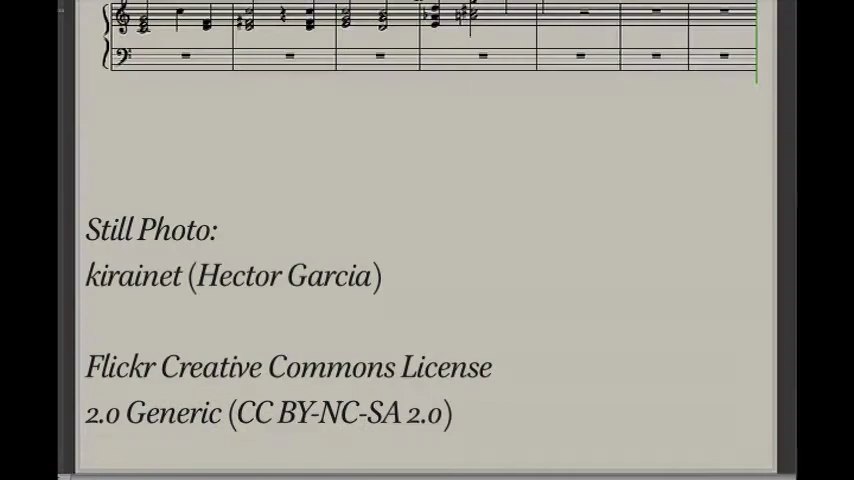 Still Photo:
kirainet (Hector Garcia)
Flickr Creative Commons License
2.0 Generic (CC BY-NC-SA 2.0)